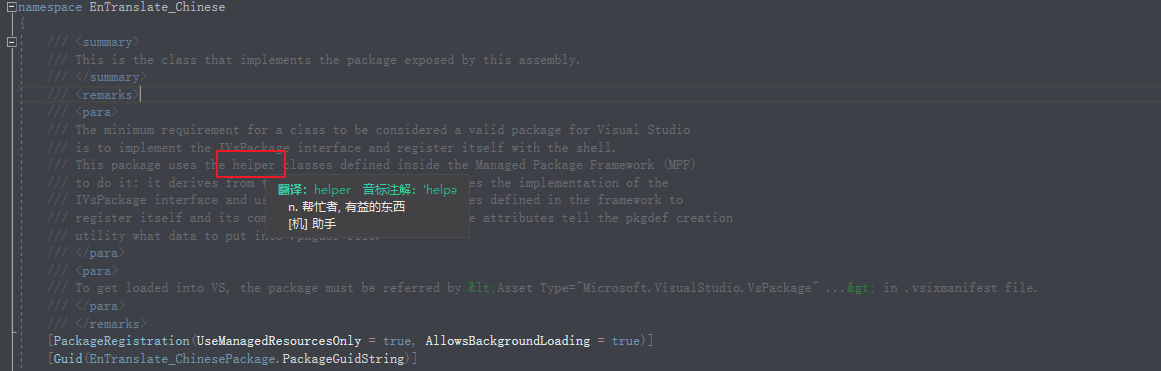 namespace EnTranslate_Chinese
{
/// <summary>
/// This is the class that implements the package exposed by this assembly.
/// </summary>
/// <remarks>
/// <para>
/// The minimum requirement for a class to be considered a valid package for Visual Studio
/// is to implement the IVsPackage interface and register itself with the shell.
/// This package uses the helper classes defined inside the Managed Package Framework (MPF)
/// to do it: it derives from the implementation of the
翻译: helper 音标注解: 'helpə
/// IVsPackage interface and defined in the framework to
n. 帮忙者, 有益的东西
/// register itself and its attributes tell the pkgdef creation
[机] 助手
/// utility what data to put into .pkgdef file.
/// </para>
/// <para>
/// To get loaded into VS, the package must be referred by &lt;Asset Type="Microsoft.VisualStudio.VsPackage" ...&gt; in .vsixmanifest file.
/// </para>
/// </remarks>
[PackageRegistration(UseManagedResourcesOnly = true, AllowsBackgroundLoading = true)]
[Guid(EnTranslate_ChinesePackage.PackageGuidString)]